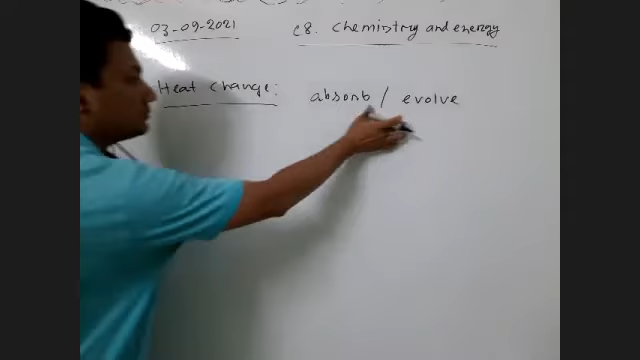 03-09-2021 C8. Chemistry and energy
Heat change: absorb / evolve